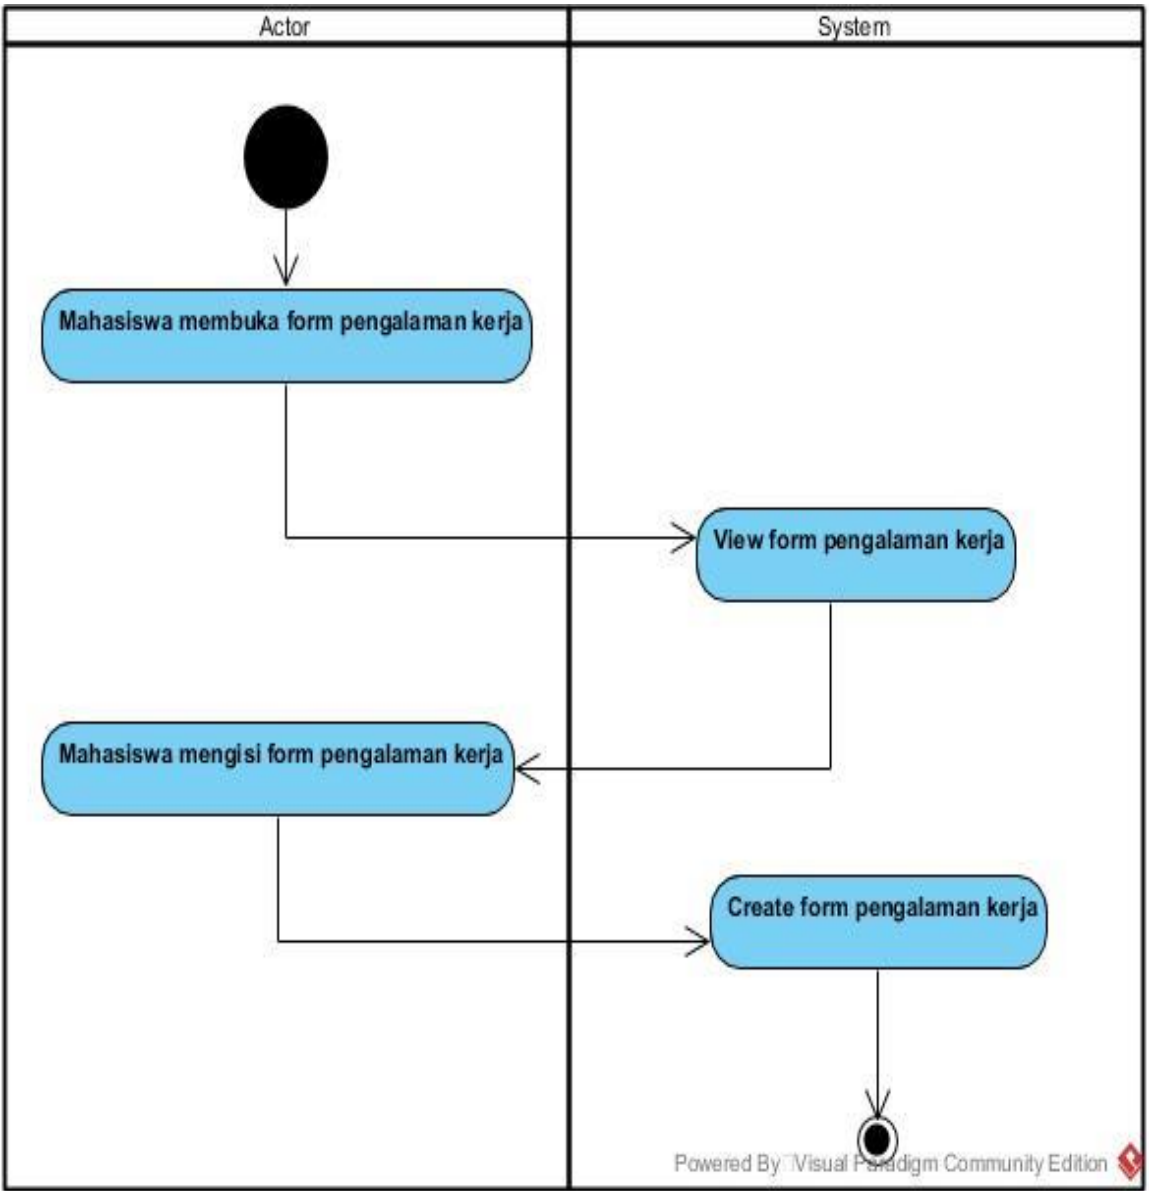 Actor
System
Mahasiswa membuka form pengalaman kerja
View form pengalaman kerja
Mahasiswa mengisi form pengalaman kerja
Create form pengalaman kerja
Powered By Visual Paradigm Community Edition